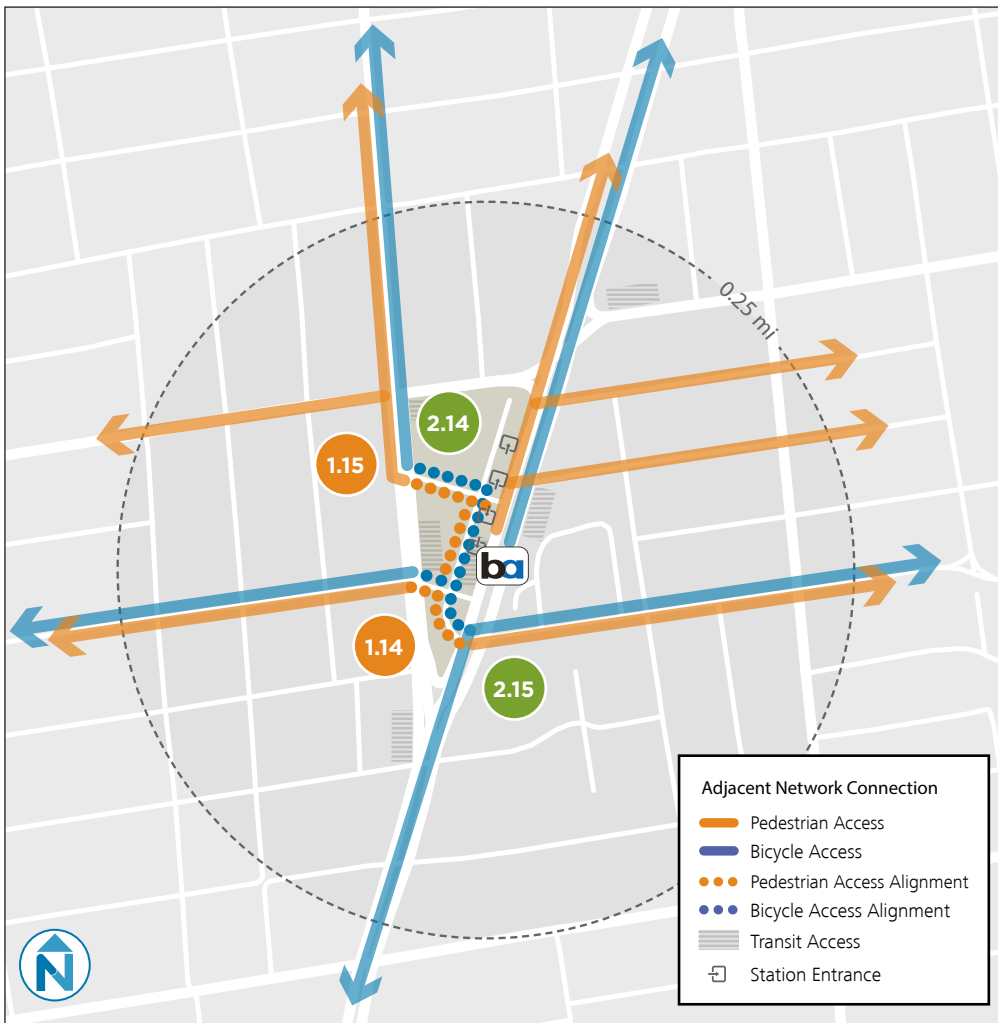 0.25 mi
2.14
1.15
ba
1.14
2.15
Adjacent Network Connection
Pedestrian Access
Bicycle Access
Pedestrian Access Alignment
Bicycle Access Alignment
Transit Access
Station Entrance
N